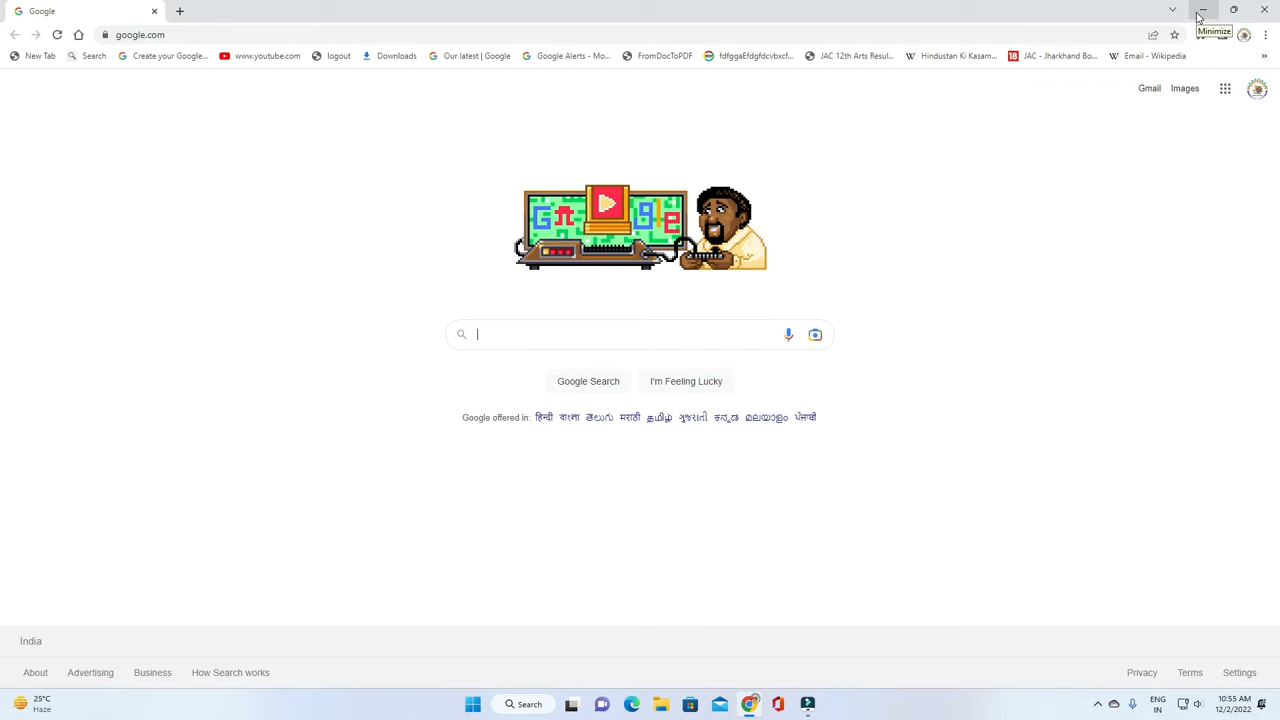 Google
google.com
Minimize
New Tab Search Create your Google... www.youtube.com logout Downloads Our latest | Google Google Alerts - Mo... FromDocToPDF fdfggaEfdgfdcvbxcf... JAC 12th Arts Resul... Hindustan Ki Kasam... 18 JAC - Jharkhand Bo... Email - Wikipedia »
Gmail Images
Google Search I'm Feeling Lucky
Google offered in: हिन्दी বাংলা తెలుగు मराठी தமிழ் ગુજરાતી ಕನ್ನಡ മലയാളം ਪੰਜਾਬੀ
India
About Advertising Business How Search works Privacy Terms Settings
25°C
Haze
Search
ENG
IN
10:55 AM
12/2/2022